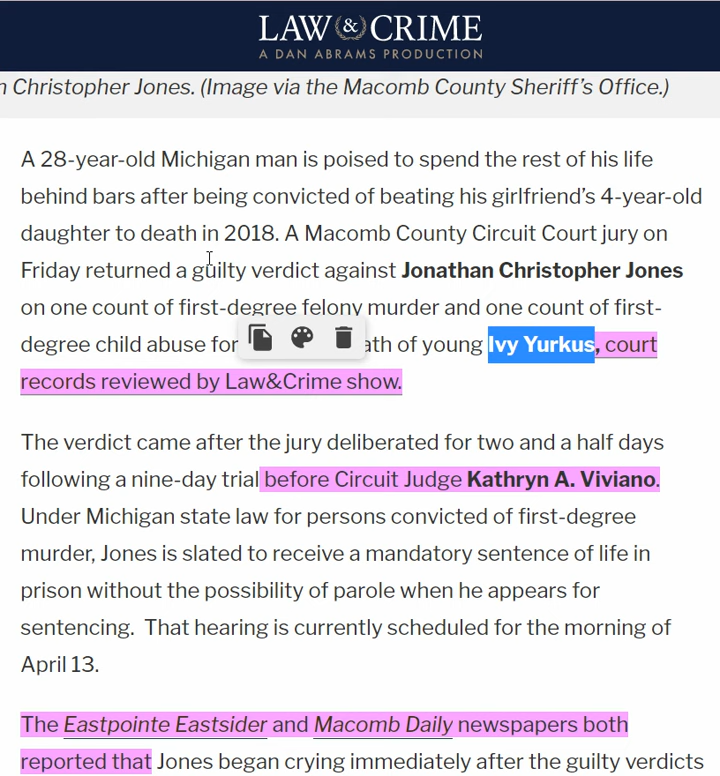 LAW & CRIME
A DAN ABRAMS PRODUCTION
Christopher Jones. (Image via the Macomb County Sheriff's Office.)
A 28-year-old Michigan man is poised to spend the rest of his life
behind bars after being convicted of beating his girlfriend's 4-year-old
daughter to death in 2018. A Macomb County Circuit Court jury on
Friday returned a guilty verdict against Jonathan Christopher Jones
on one count of first-degree felony murder and one count of first-
degree child abuse for ath of young Ivy Yurkus, court
records reviewed by Law&Crime show.
The verdict came after the jury deliberated for two and a half days
following a nine-day trial before Circuit Judge Kathryn A. Viviano.
Under Michigan state law for persons convicted of first-degree
murder, Jones is slated to receive a mandatory sentence of life in
prison without the possibility of parole when he appears for
sentencing. That hearing is currently scheduled for the morning of
April 13.
The Eastpointe Eastsider and Macomb Daily newspapers both
reported that Jones began crying immediately after the guilty verdicts